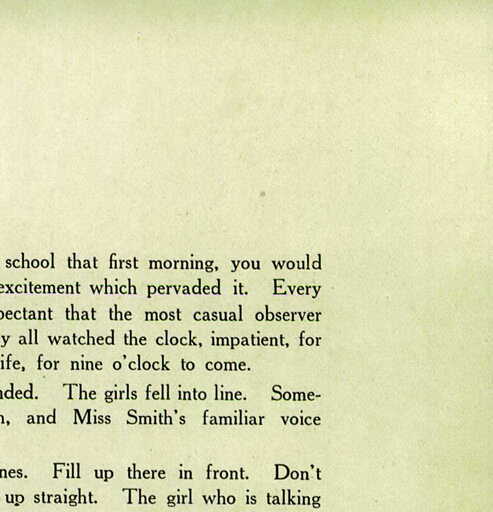 school that first morning, you would
excitement which pervaded it. Every
pectant that the most casual observer
y all watched the clock, impatient, for
ife, for nine o'clock to come.
nded. The girls fell into line. Some-
n, and Miss Smith's familiar voice
nes. Fill up there in front. Don't
up straight. The girl who is talking